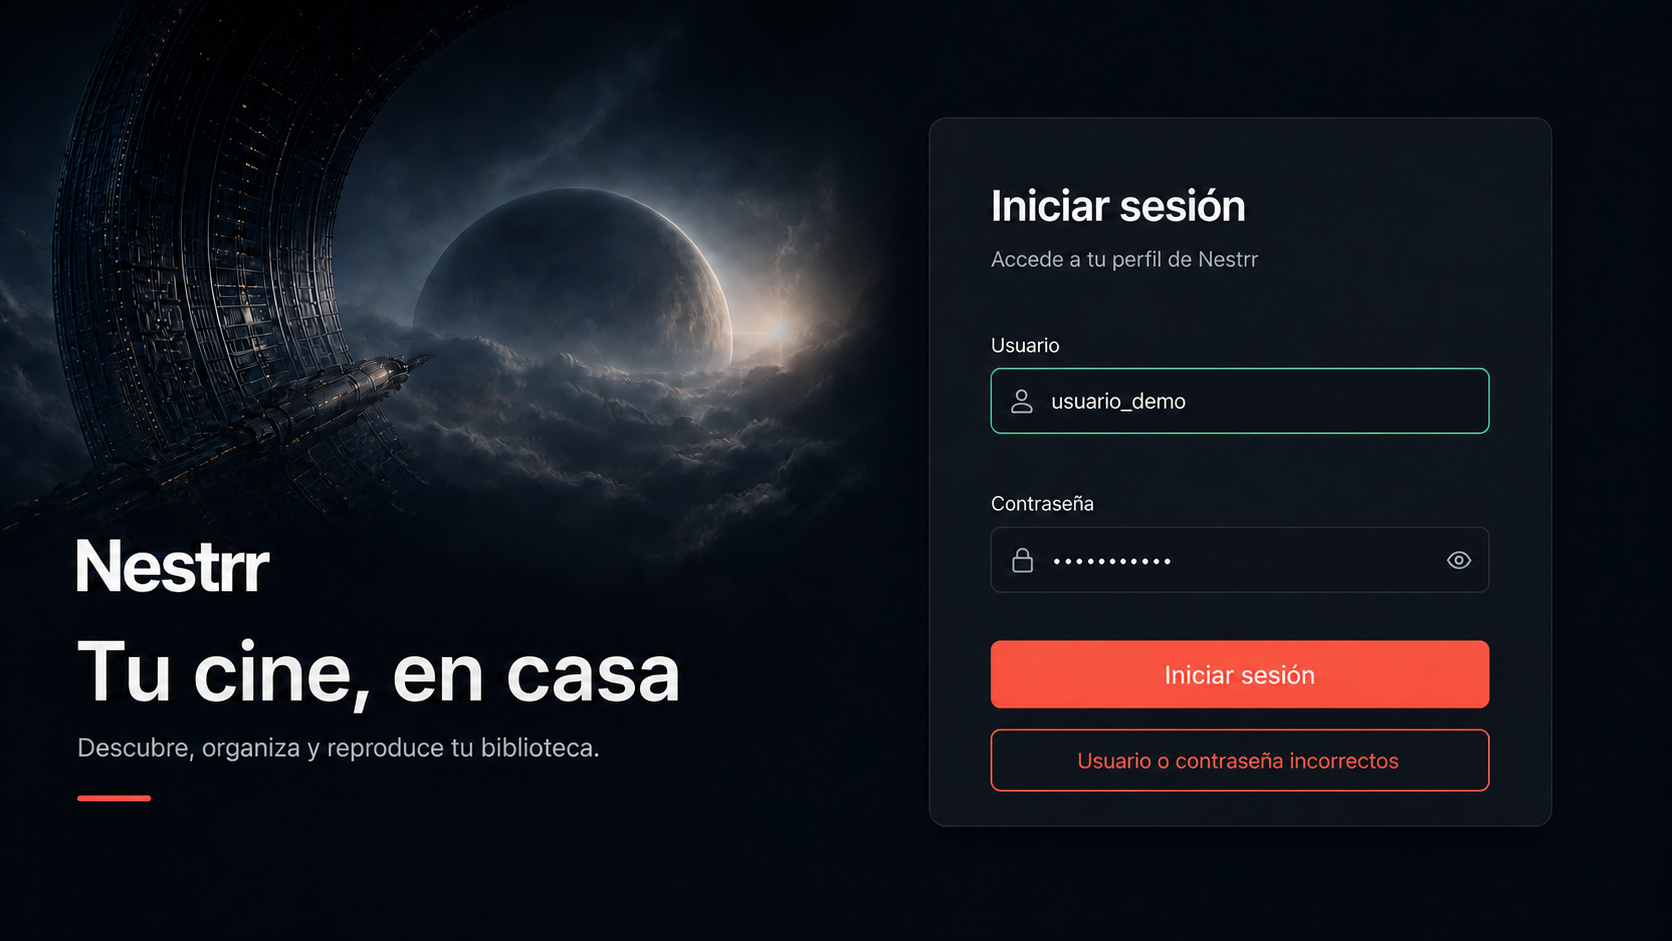 Nestrr
Tu cine, en casa
Descubre, organiza y reproduce tu biblioteca.
Iniciar sesión
Accede a tu perfil de Nestrr
Usuario
usuario_demo
Contraseña
•••••••••••
Iniciar sesión
Usuario o contraseña incorrectos